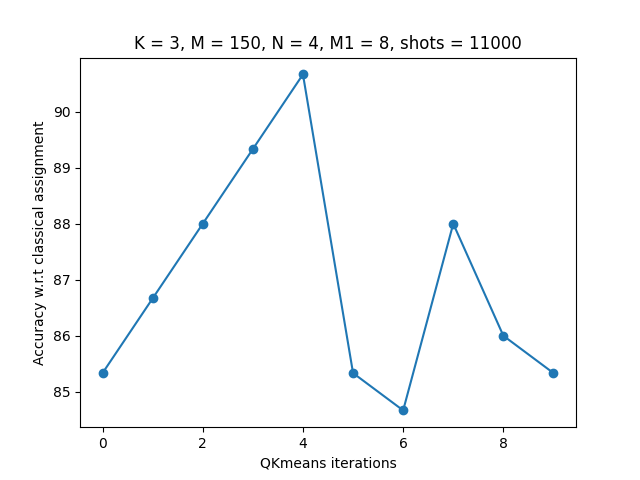 K = 3, M = 150, N = 4, M1 = 8, shots = 11000
Accuracy w.r.t classical assignment
90
89
88
87
86
85
0 2 4 6 8
QKmeans iterations